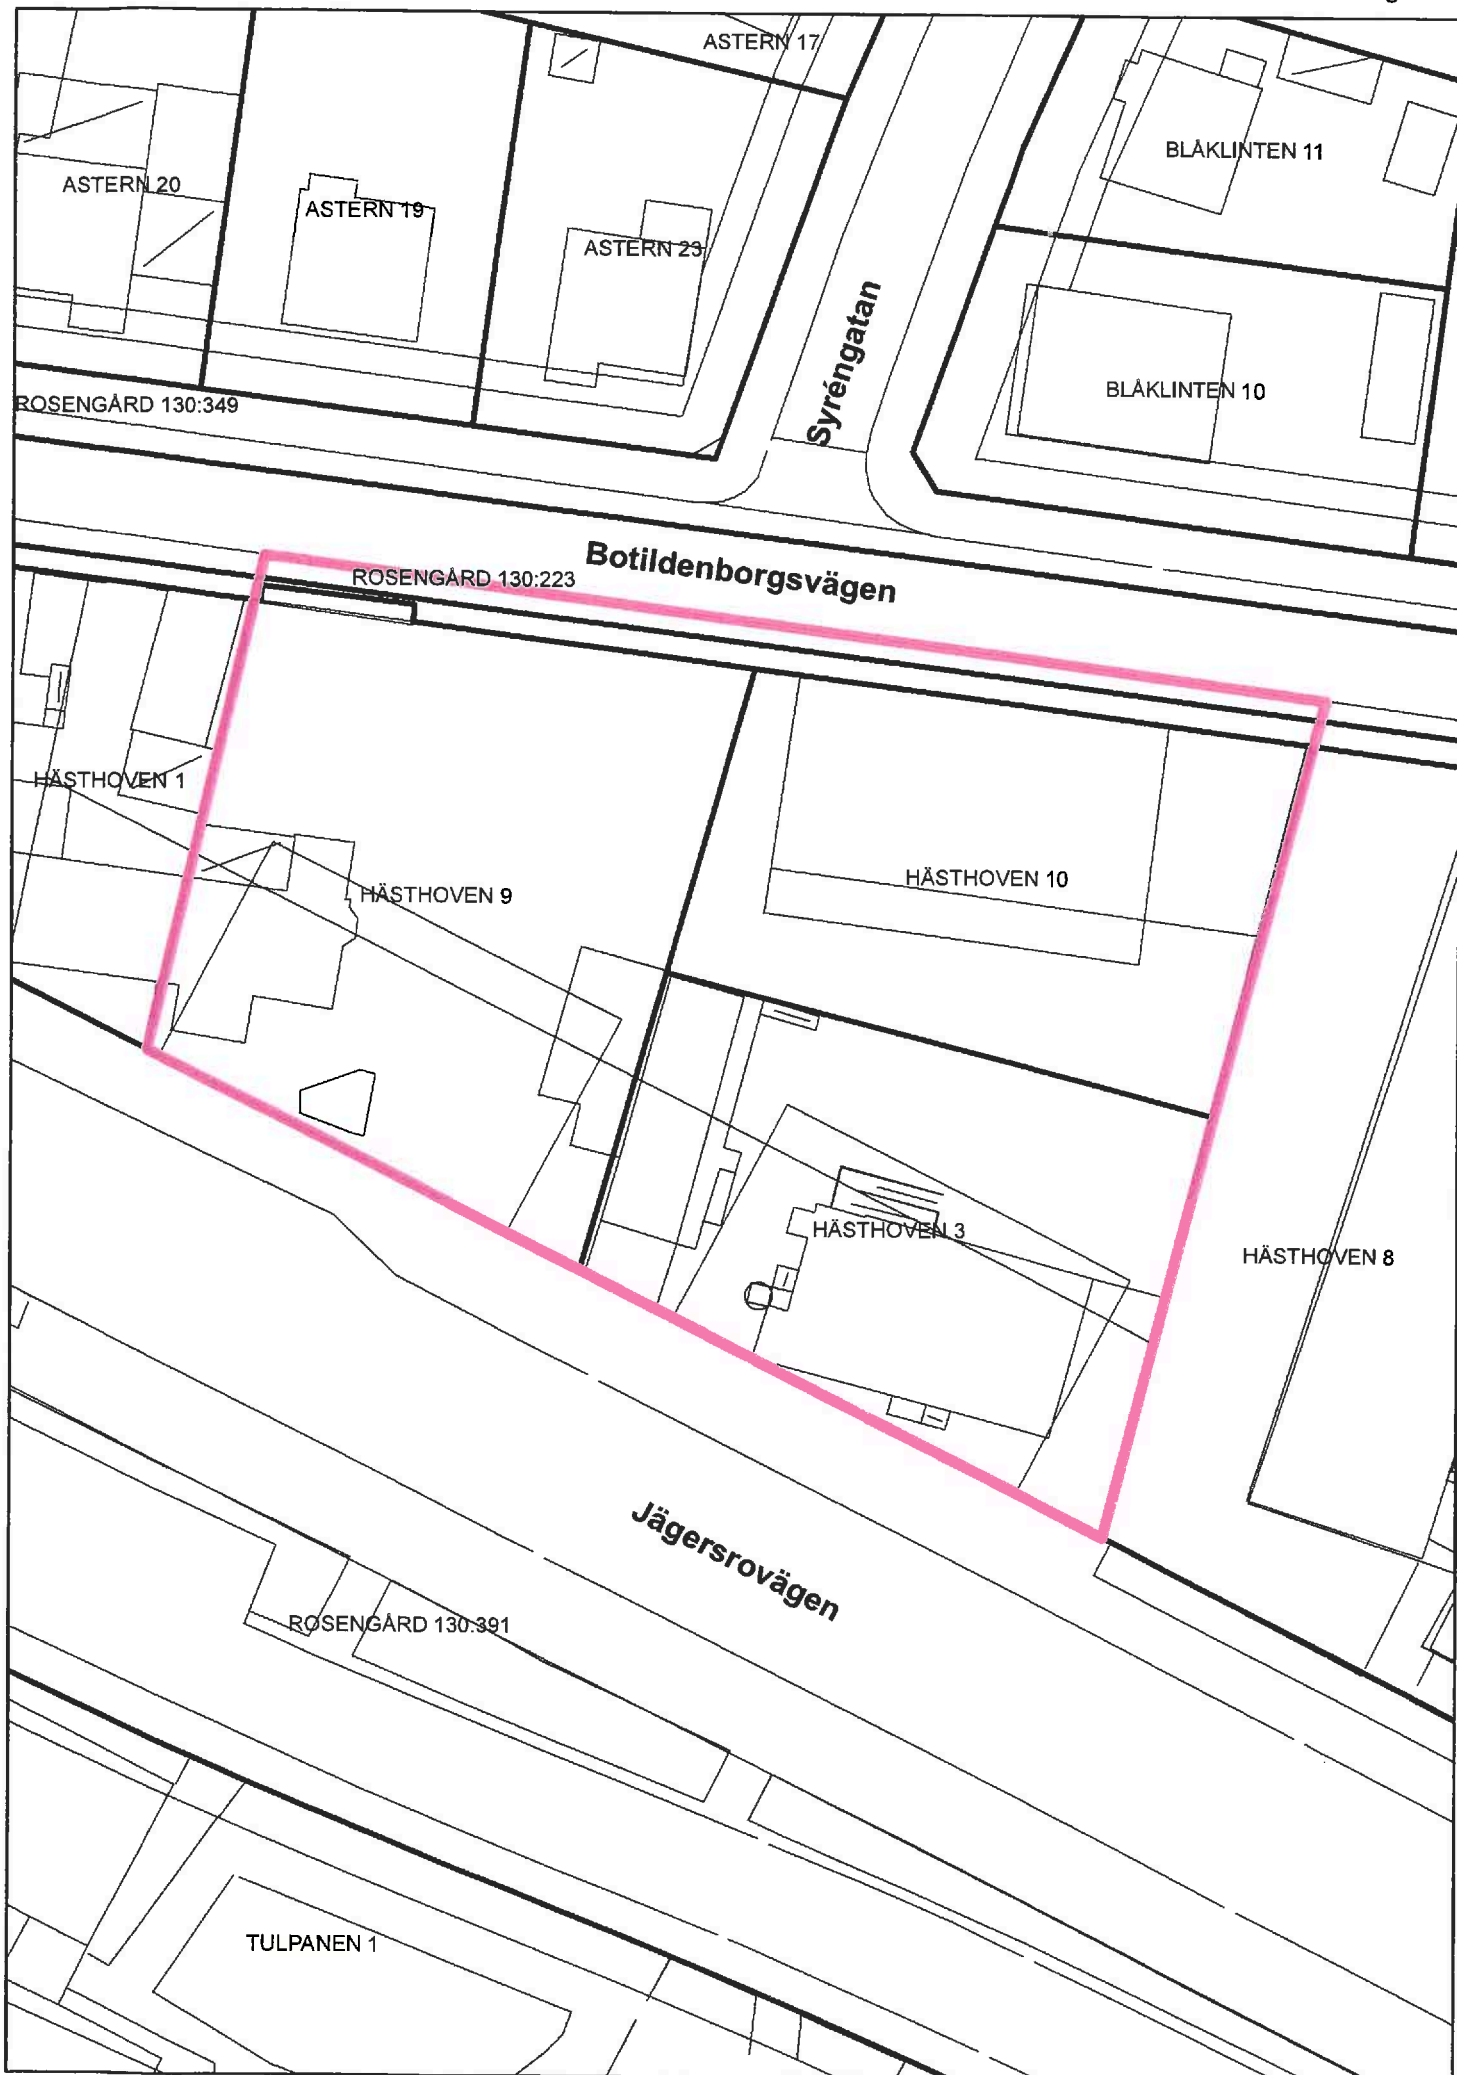 ASTERN 17
BLÅKLINTEN 11
ASTERN 20
ASTERN 19
ASTERN 23
Syréngatan
BLÅKLINTEN 10
ROSENGÅRD 130:349
Botildenborgsvägen
ROSENGÅRD 130:223
HÄSTHOVEN 1
HÄSTHOVEN 10
HÄSTHOVEN 9
HÄSTHOVEN 3
HÄSTHOVEN 8
Jägersrovägen
ROSENGÅRD 130:391
TULPANEN 1